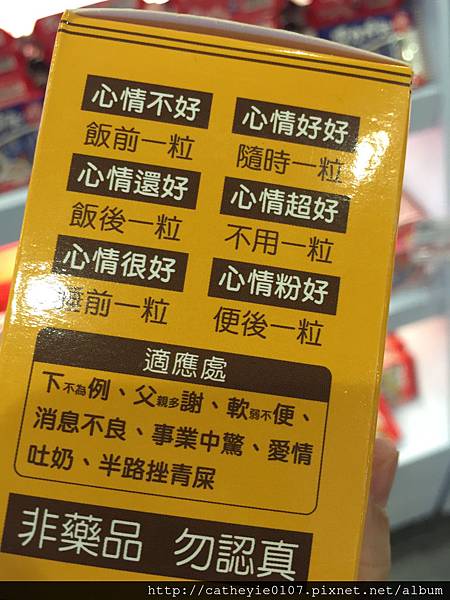 心情不好
飯前一粒
心情好好
隨時一粒
心情還好
飯後一粒
心情超好
不用一粒
心情很好
睡前一粒
心情粉好
便後一粒
適應處
下不為例、父親多謝、軟弱不便、
消息不良、事業中驚、愛情
吐奶、半路挫青屎
非藥品 勿認真
http://catheyie0107.pixnet.net/album